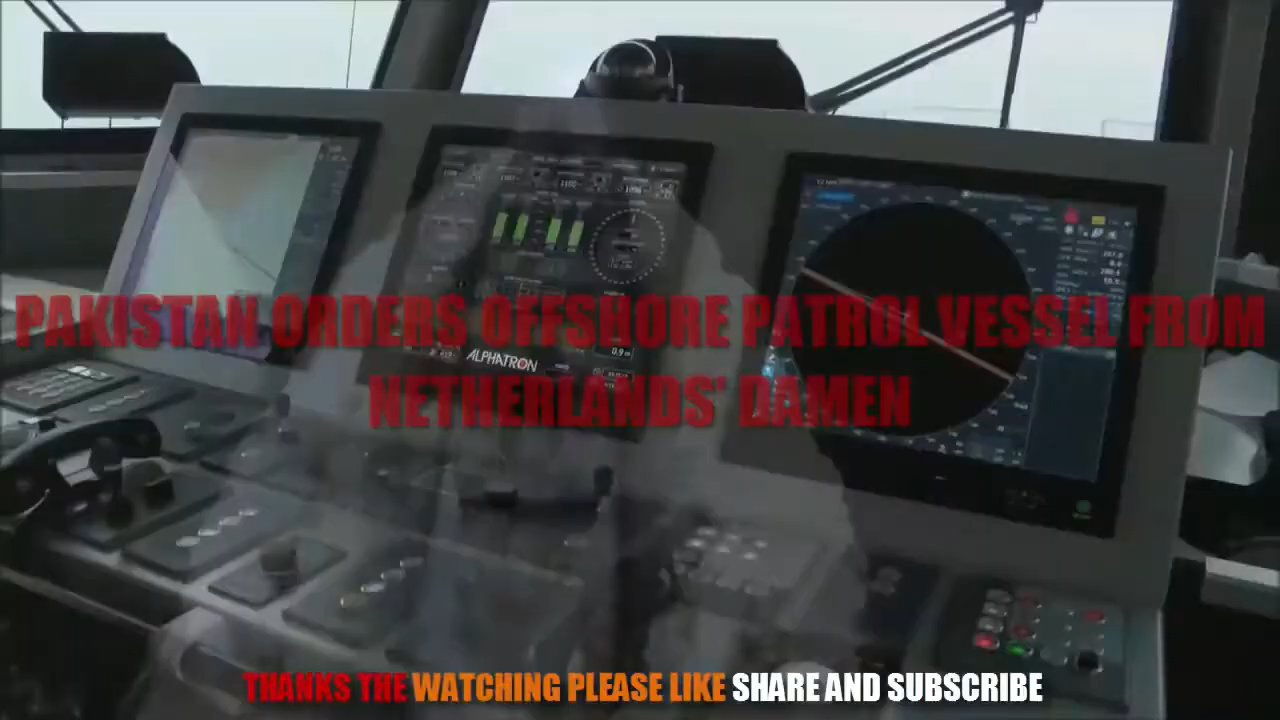 ALPHATRON
PAKISTAN ORDERS OFFSHORE PATROL VESSEL FROM
NETHERLANDS' DAMEN
THANKS THE WATCHING PLEASE LIKE SHARE AND SUBSCRIBE